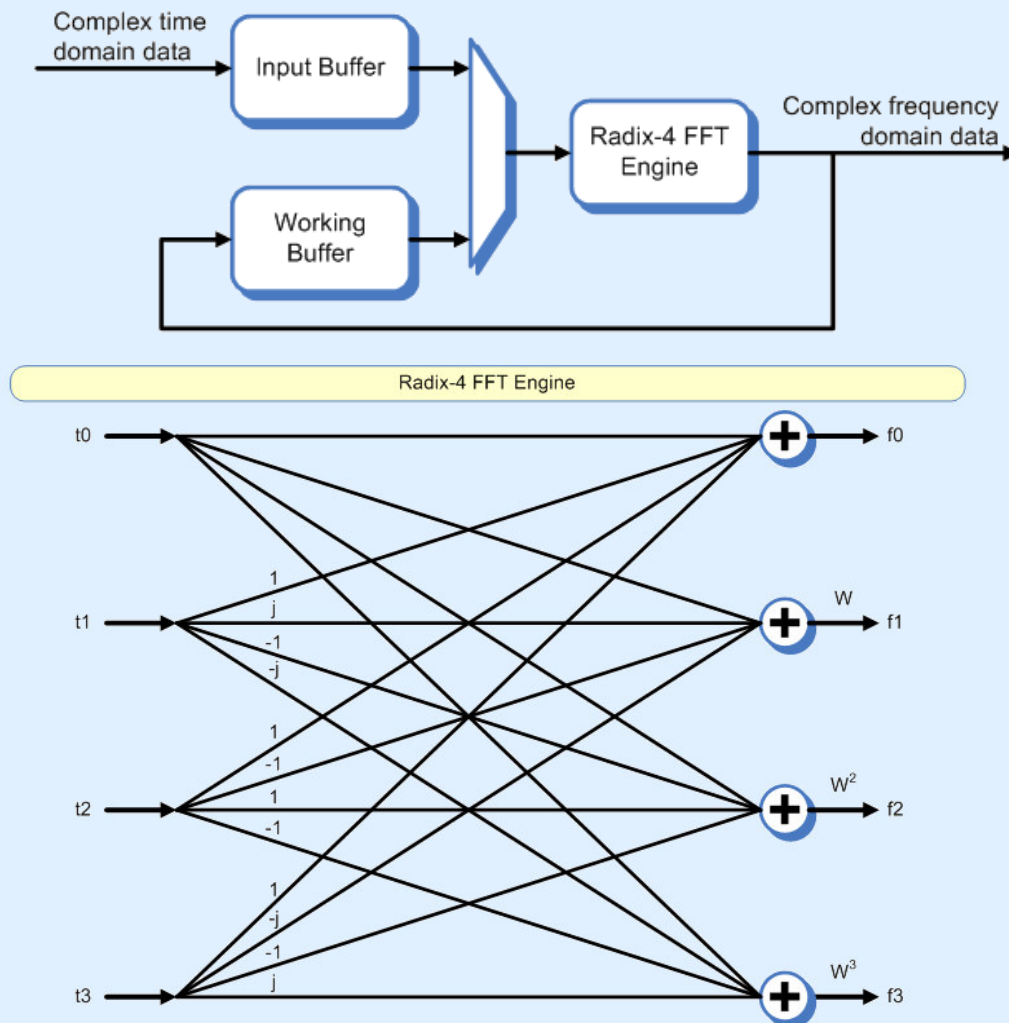 Complex time
domain data
Input Buffer
Working
Buffer
Radix-4 FFT
Engine
Complex frequency
domain data
Radix-4 FFT Engine
t0
f0
1
j
-1
-j
t1
W
f1
1
-1
1
-1
t2
W²
f2
1
-j
-1
j
t3
W³
f3